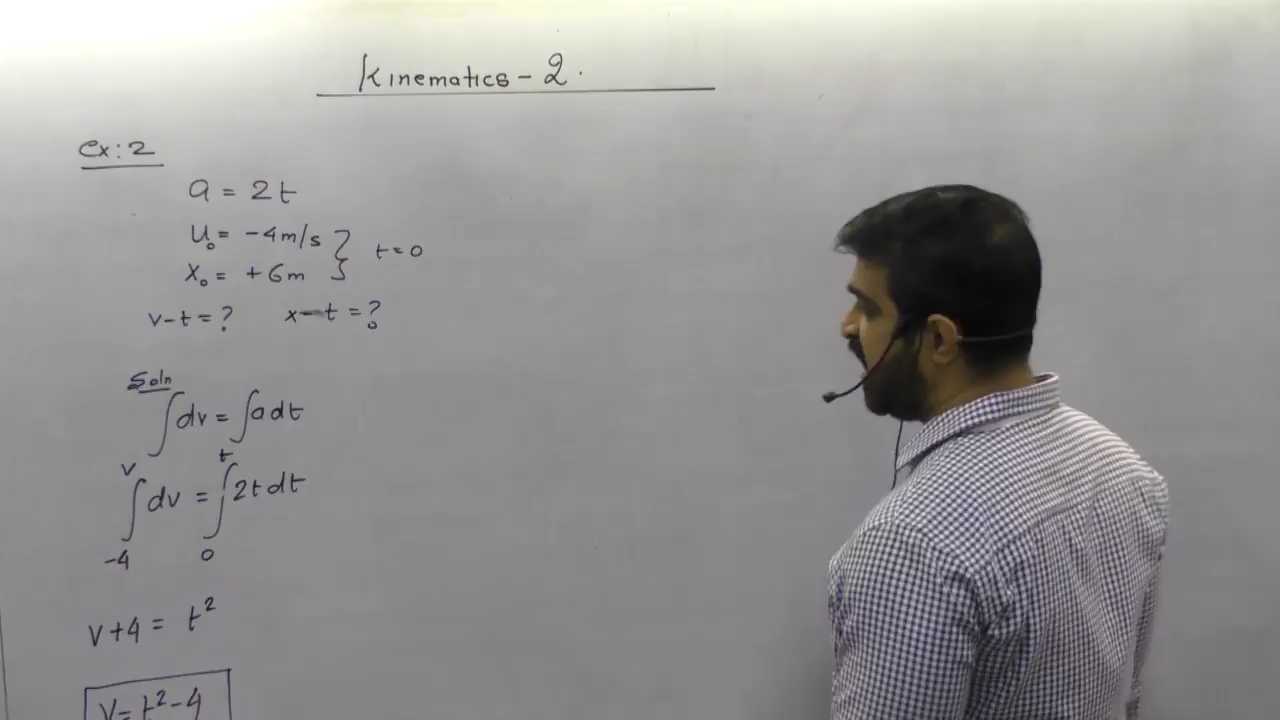 Kinematics - 2.
Ex: 2
a = 2t
u₀ = -4m/s } t = 0
x₀ = +6m
v-t = ? x-t = ?
Soln
∫dv = ∫a dt
v t
∫dv = ∫2t dt
-4 0
v+4 = t²
v = t²-4